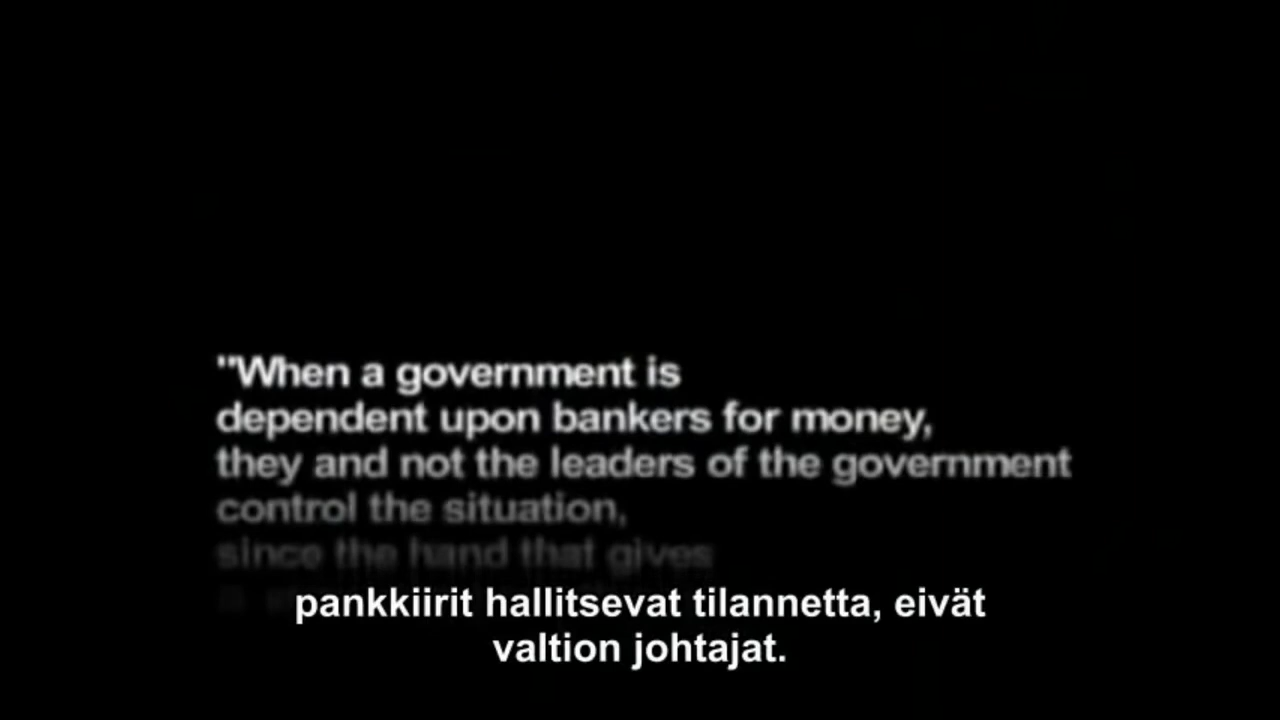 "When a government is
dependent upon bankers for money,
they and not the leaders of the government
control the situation,
since the hand that gives
pankkiirit hallitsevat tilannetta, eivät
valtion johtajat.